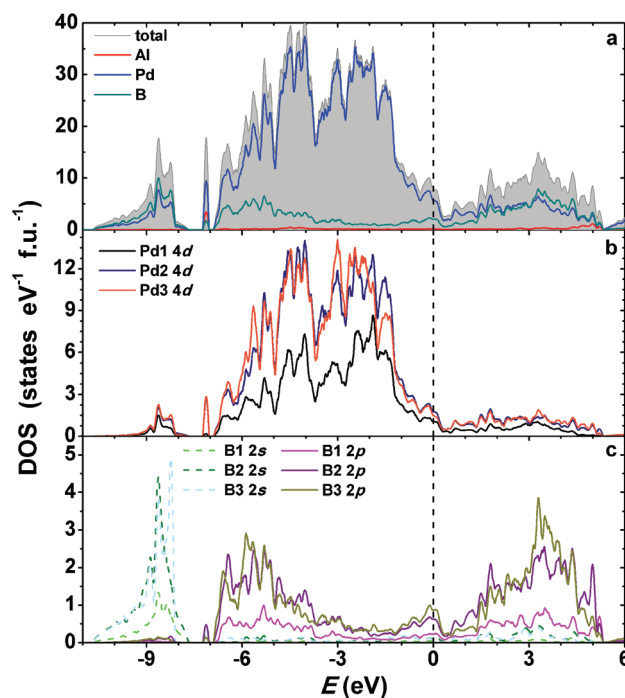 DOS (states eV⁻¹ f.u.⁻¹)
40
30
20
10
0
total
Al
Pd
B
a
12
9
6
3
0
Pd1 4d
Pd2 4d
Pd3 4d
b
5
4
3
2
1
0
B1 2s B1 2p
B2 2s B2 2p
B3 2s B3 2p
c
-9 -6 -3 0 3 6
E (eV)